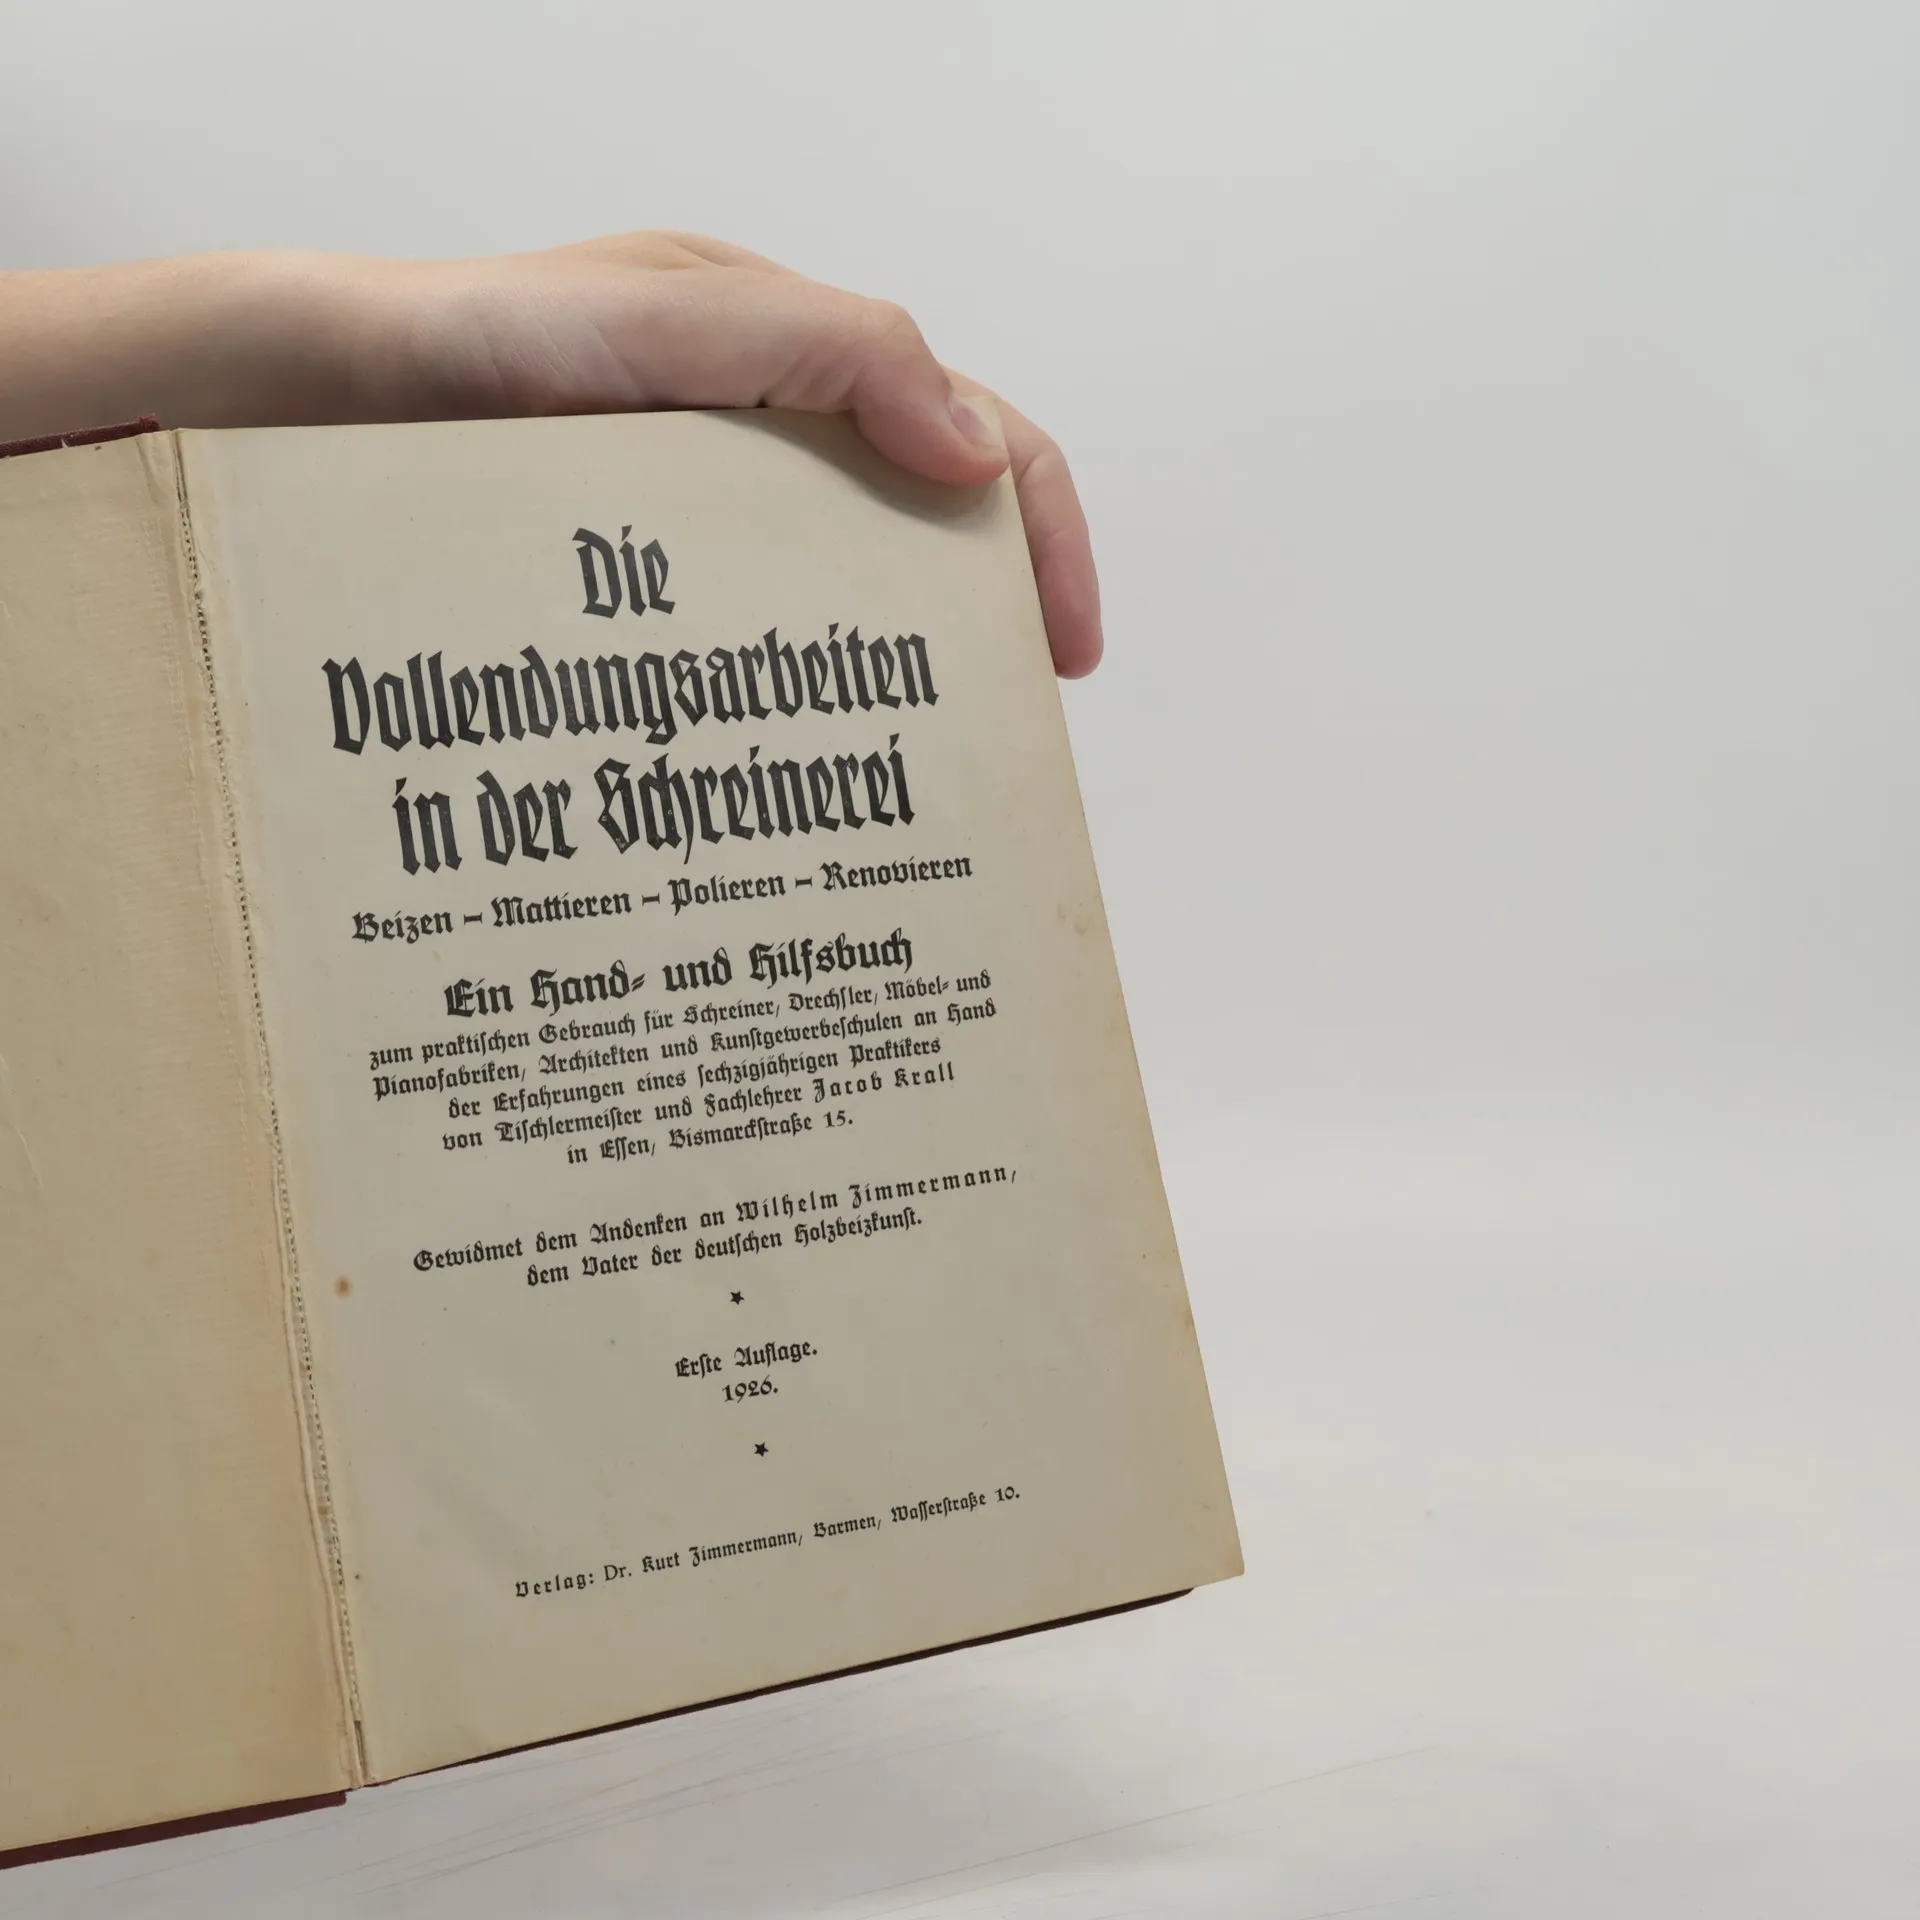 Die
Vollendungsarbeiten
in der Schreinerei
Beizen – Mattieren – Polieren – Renovieren
Ein Hand- und Hilfsbuch
zum praktiſchen Gebrauch für Schreiner, Drechſler, Möbel- und
Pianofabriken, Architekten und Kunſtgewerbeſchulen an Hand
der Erfahrungen eines ſechzigjährigen Praktikers
von Tiſchlermeiſter und Fachlehrer Jacob Krall
in Eſſen, Bismarckſtraße 15.
Gewidmet dem Andenken an Wilhelm Zimmermann,
dem Vater der deutſchen Holzbeizkunſt.
Erſte Auflage.
1926.
Verlag: Dr. Kurt Zimmermann, Barmen, Waſſerſtraße 10.